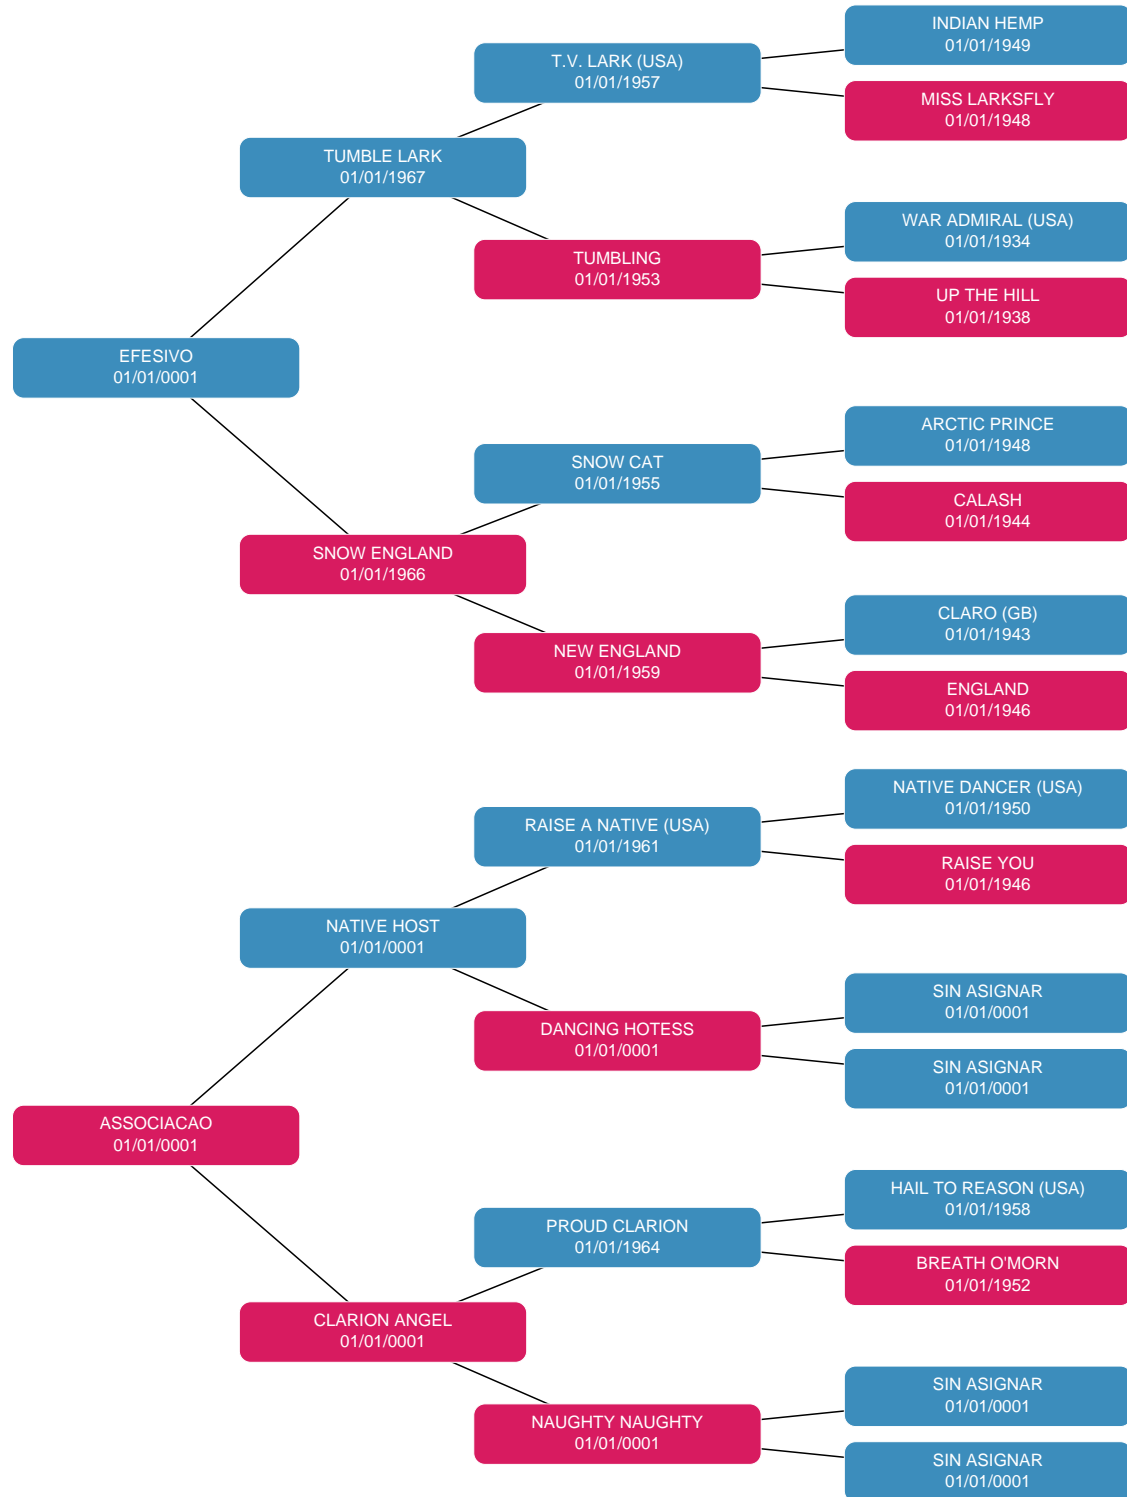 INDIAN HEMP
01/01/1949
T.V. LARK (USA)
01/01/1957
MISS LARKSFLY
01/01/1948
TUMBLE LARK
01/01/1967
WAR ADMIRAL (USA)
01/01/1934
TUMBLING
01/01/1953
UP THE HILL
01/01/1938
EFESIVO
01/01/0001
ARCTIC PRINCE
01/01/1948
SNOW CAT
01/01/1955
CALASH
01/01/1944
SNOW ENGLAND
01/01/1966
CLARO (GB)
01/01/1943
NEW ENGLAND
01/01/1959
ENGLAND
01/01/1946
NATIVE DANCER (USA)
01/01/1950
RAISE A NATIVE (USA)
01/01/1961
RAISE YOU
01/01/1946
NATIVE HOST
01/01/0001
SIN ASIGNAR
01/01/0001
DANCING HOTESS
01/01/0001
SIN ASIGNAR
01/01/0001
ASSOCIACAO
01/01/0001
HAIL TO REASON (USA)
01/01/1958
PROUD CLARION
01/01/1964
BREATH O'MORN
01/01/1952
CLARION ANGEL
01/01/0001
SIN ASIGNAR
01/01/0001
NAUGHTY NAUGHTY
01/01/0001
SIN ASIGNAR
01/01/0001